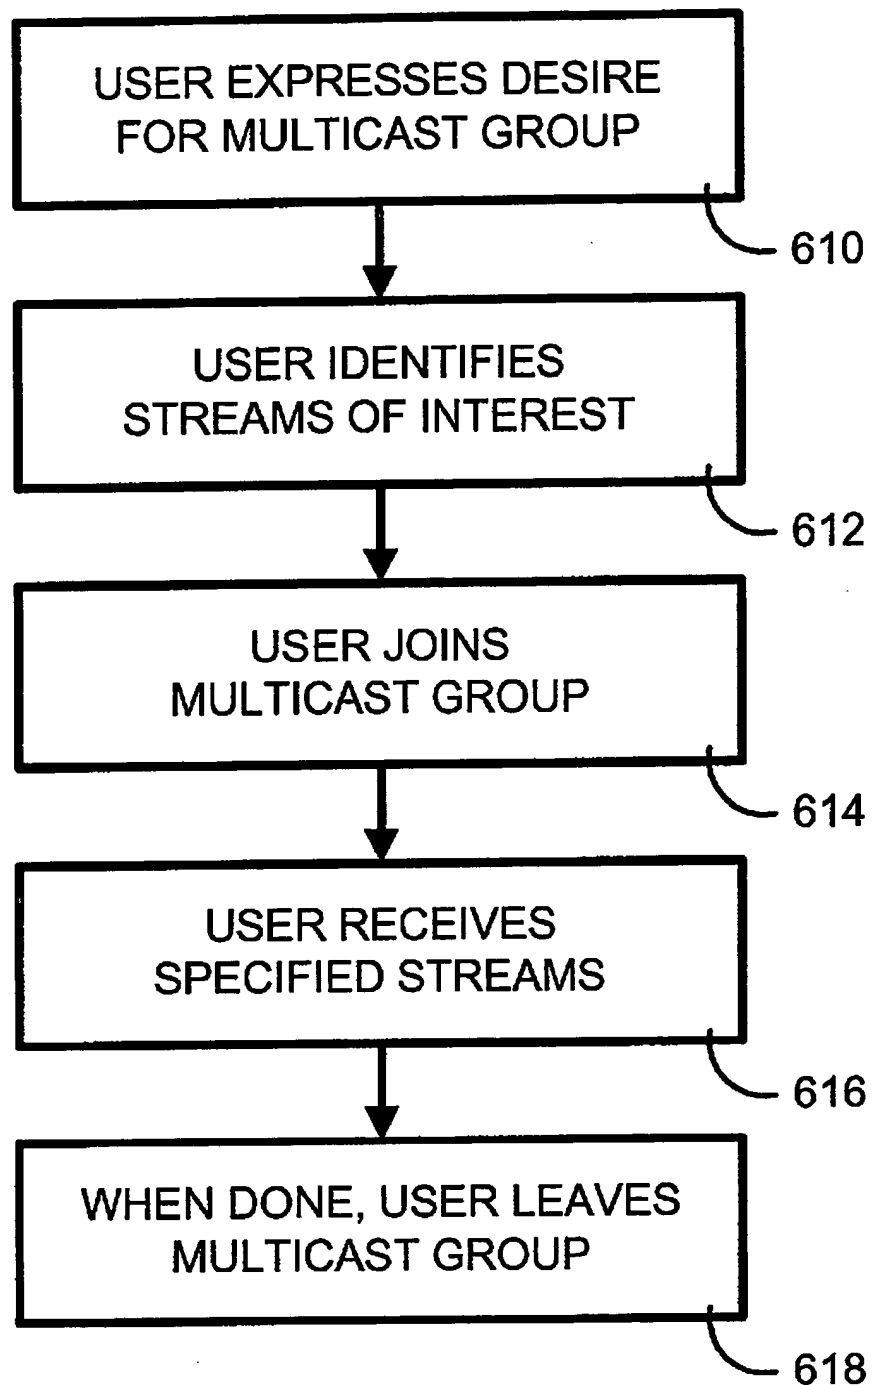 USER EXPRESSES DESIRE
FOR MULTICAST GROUP
610
USER IDENTIFIES
STREAMS OF INTEREST
612
USER JOINS
MULTICAST GROUP
614
USER RECEIVES
SPECIFIED STREAMS
616
WHEN DONE, USER LEAVES
MULTICAST GROUP
618